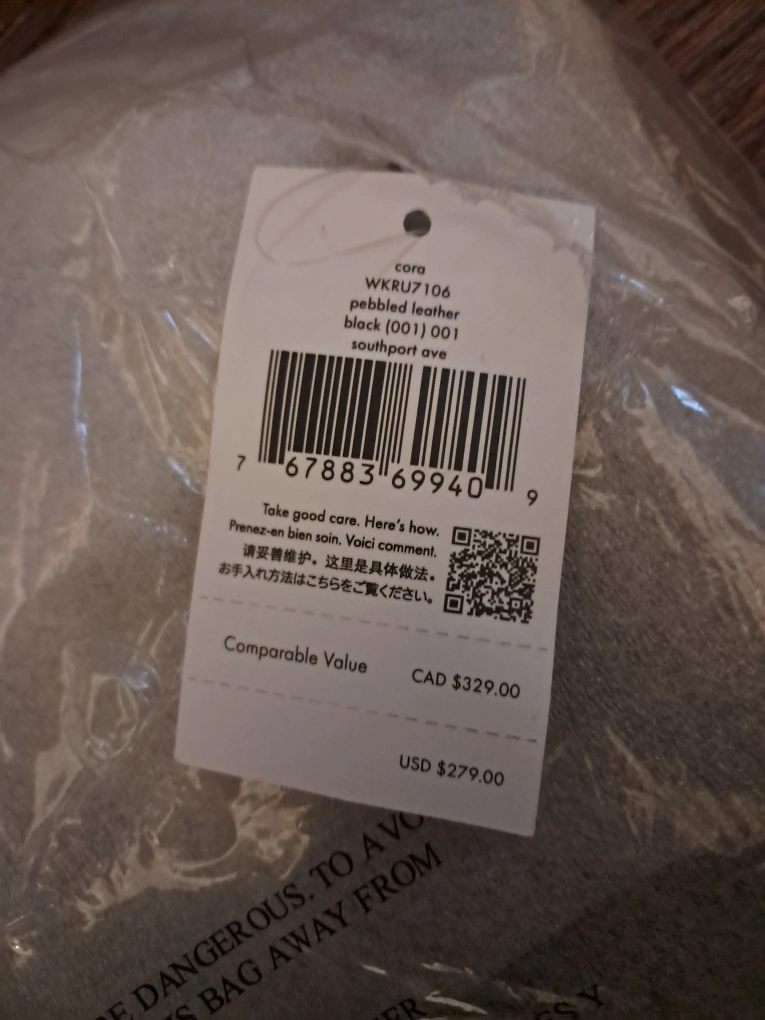 cora
WKRU7106
pebbled leather
black (001) 001
southport ave
7 67883 69940 9
Take good care. Here's how.
Prenez-en bien soin. Voici comment.
请妥善维护。这里是具体做法。
お手入れ方法はこちらをご覧ください。
Comparable Value CAD $329.00
USD $279.00
DANGEROUS. TO
BAG AWAY FROM